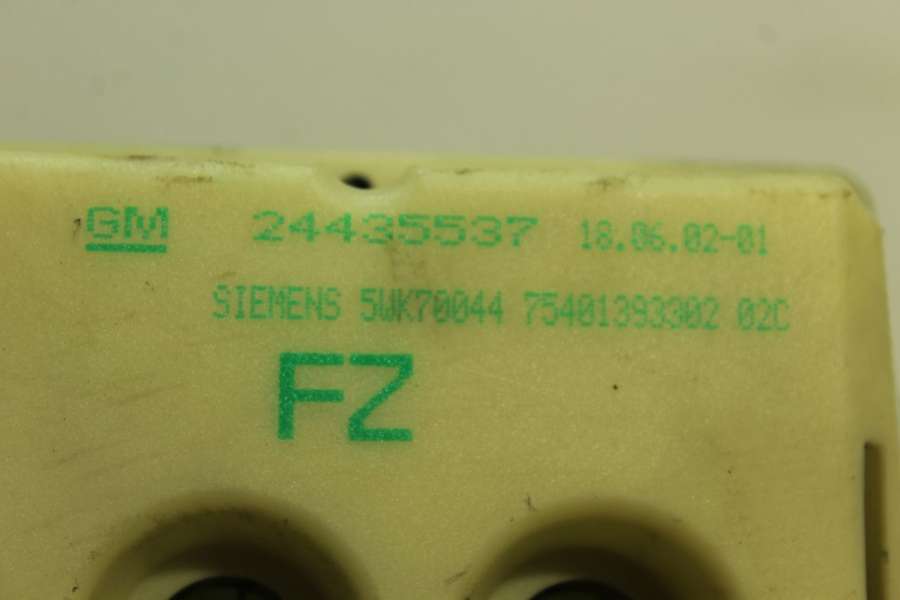 GM 24435537 18.06.02-01
SIEMENS 5WK70044 75401393302 02C
FZ